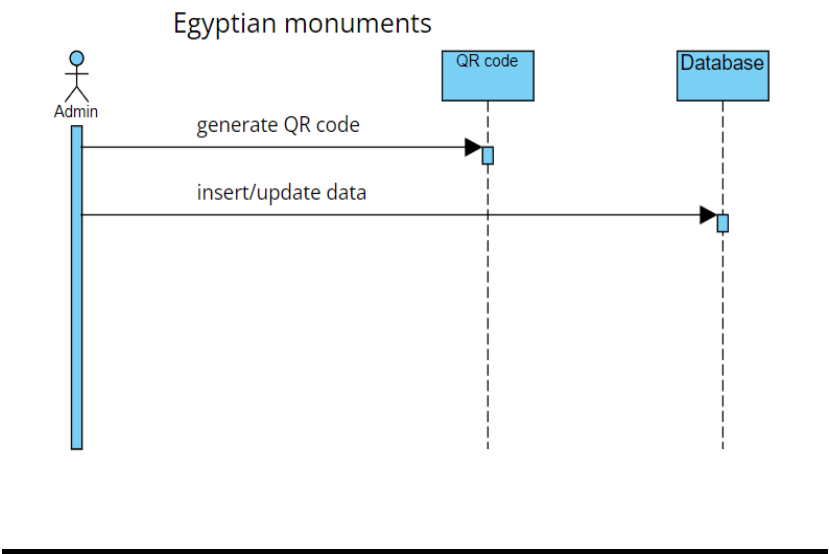 Egyptian monuments
QR code
Database
Admin
generate QR code
insert/update data